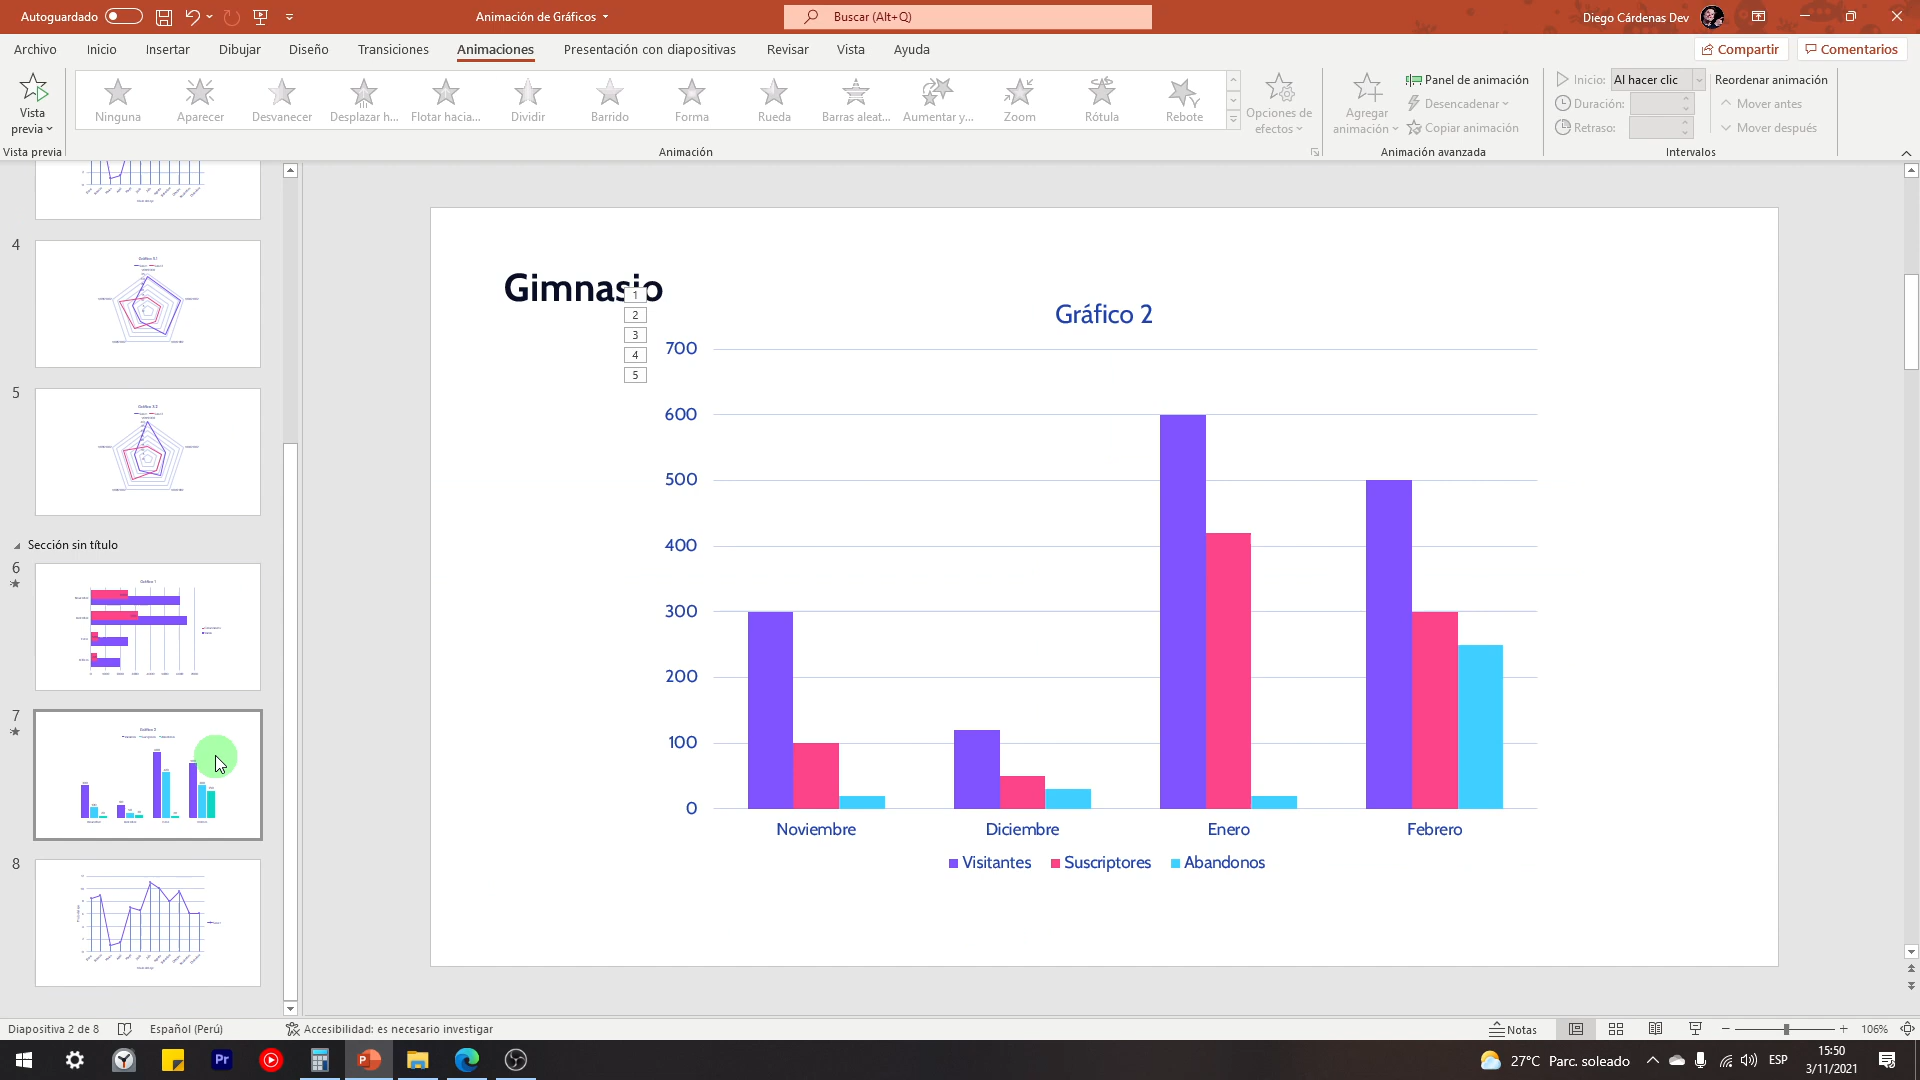 Autoguardado
Animación de Gráficos
Buscar (Alt+Q)
Diego Cárdenas Dev
Archivo Inicio Insertar Dibujar Diseño Transiciones Animaciones Presentación con diapositivas Revisar Vista Ayuda
Compartir Comentarios
Vista previa
Ninguna Aparecer Desvanecer Desplazar h... Flotar hacia... Dividir Barrido Forma Rueda Barras aleat... Aumentar y... Zoom Rótula Rebote
Opciones de efectos
Agregar animación
Panel de animación
Desencadenar
Copiar animación
Inicio: Al hacer clic
Duración:
Retraso:
Reordenar animación
Mover antes
Mover después
Vista previa Animación Animación avanzada Intervalos
4
5
Sección sin título
6
Gráfico 1
7
Gráfico 2
8
Gimnasio
1
2
3
4
5
Gráfico 2
700
600
500
400
300
200
100
0
Noviembre Diciembre Enero Febrero
Visitantes Suscriptores Abandonos
Diapositiva 2 de 8 Español (Perú) Accesibilidad: es necesario investigar
Notas
106%
Pr
27°C Parc. soleado
ESP
15:50
3/11/2021